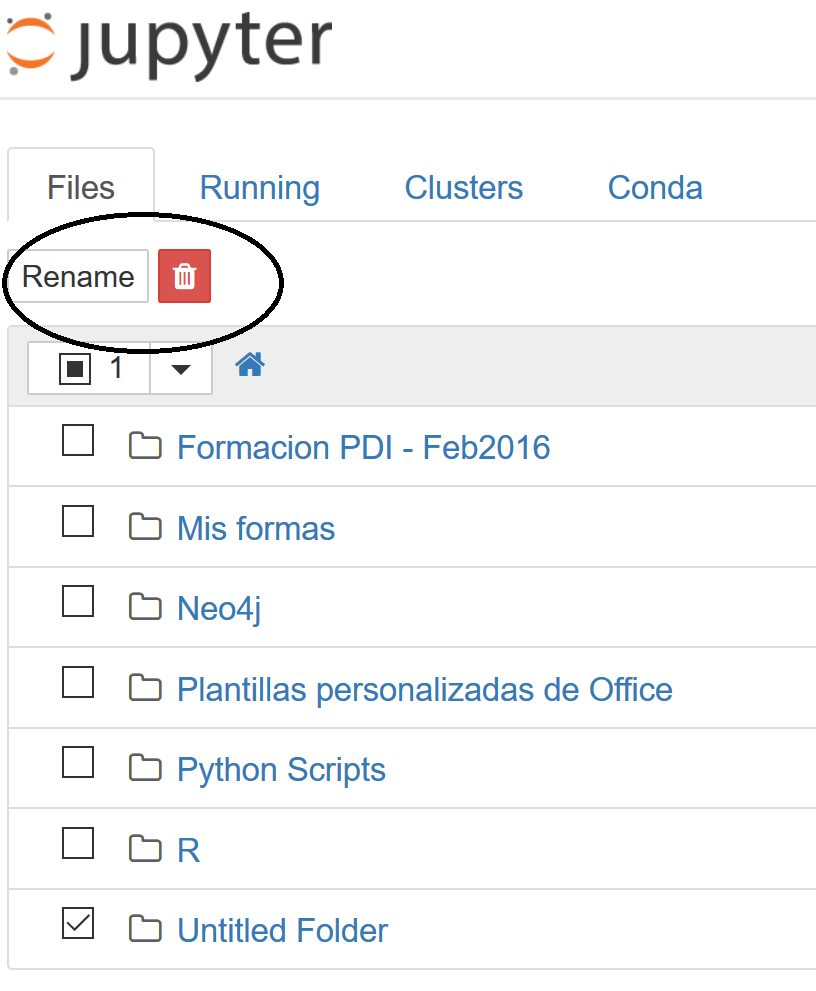 jupyter
Files Running Clusters Conda
Rename
1
Formacion PDI - Feb2016
Mis formas
Neo4j
Plantillas personalizadas de Office
Python Scripts
R
Untitled Folder